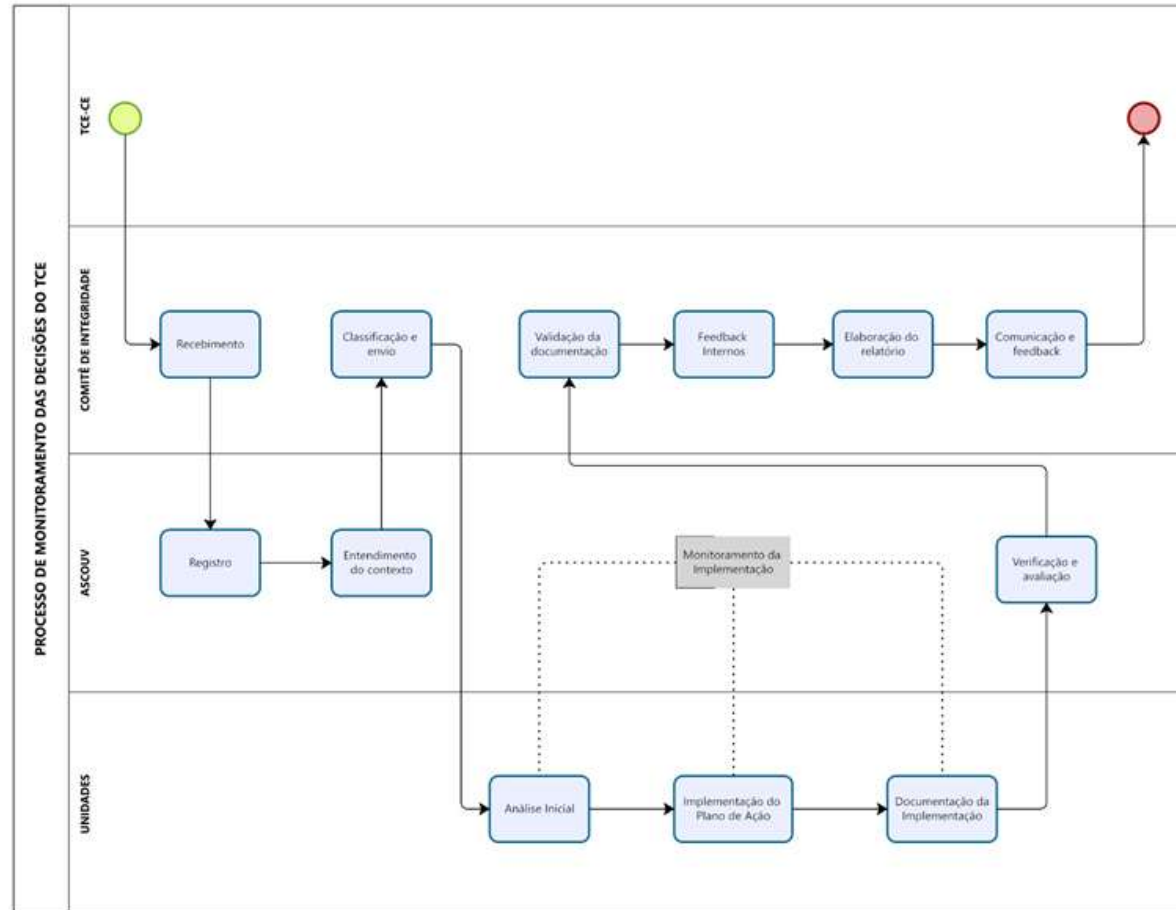 PROCESSO DE MONITORAMENTO DAS DECISÕES DO TCE
TCE-CE
COMITÊ DE INTEGRIDADE
Recebimento
Classificação e
envio
Validação da
documentação
Feedback
Internos
Elaboração do
relatório
Comunicação e
feedback
ASCOUV
Registro
Entendimento
do contexto
Monitoramento da
Implementação
Verificação e
avaliação
UNIDADES
Análise Inicial
Implementação do
Plano de Ação
Documentação da
Implementação